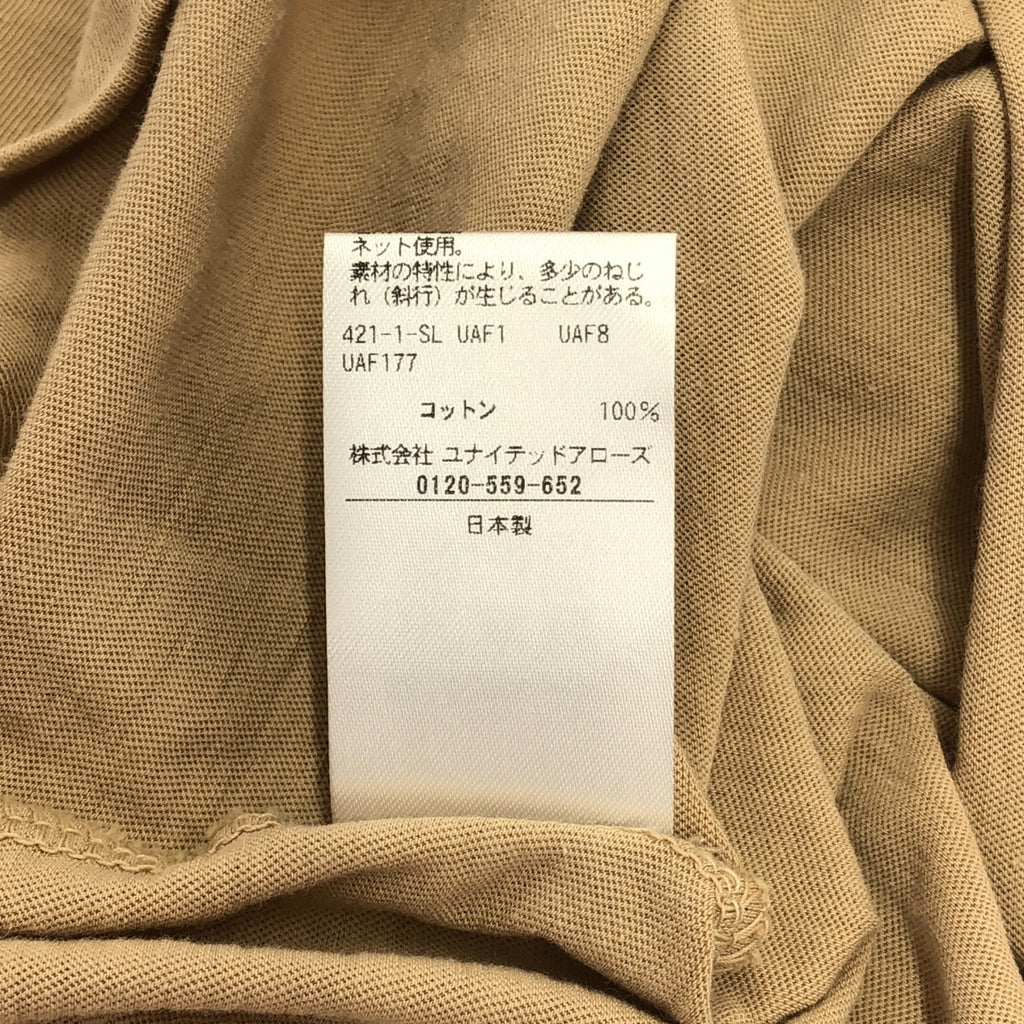 ネット使用。
素材の特性により、多少のねじ
れ（斜行）が生じることがある。
421-1-SL UAF1 UAF8
UAF177
コットン 100%
株式会社 ユナイテッドアローズ
0120-559-652
日本製